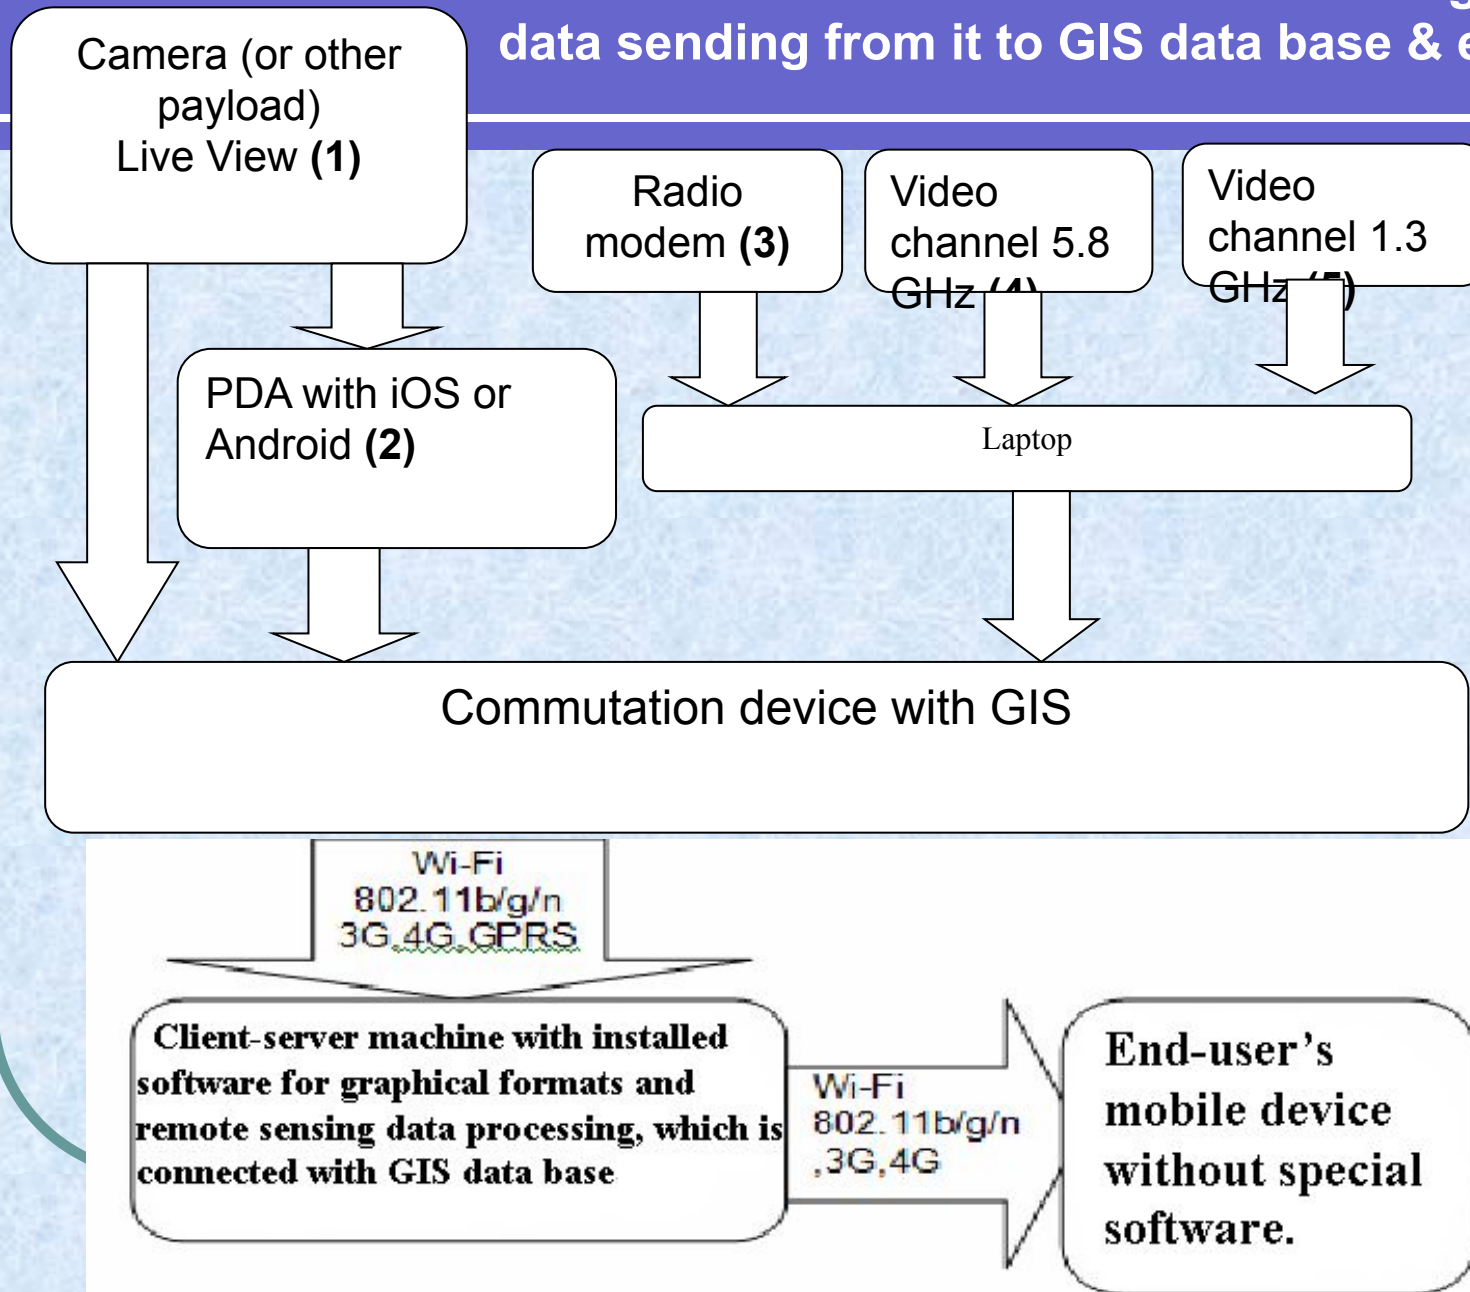 data sending from it to GIS data base &
Camera (or other
payload)
Live View (1)
Radio
modem (3)
Video
channel 5.8
GHz (4)
Video
channel 1.3
GHz (5)
PDA with iOS or
Android (2)
Laptop
Commutation device with GIS
Wi-Fi
802.11b/g/n
3G,4G,GPRS
Client-server machine with installed
software for graphical formats and
remote sensing data processing, which is
connected with GIS data base
Wi-Fi
802.11b/g/n
,3G,4G
End-user’s
mobile device
without special
software.